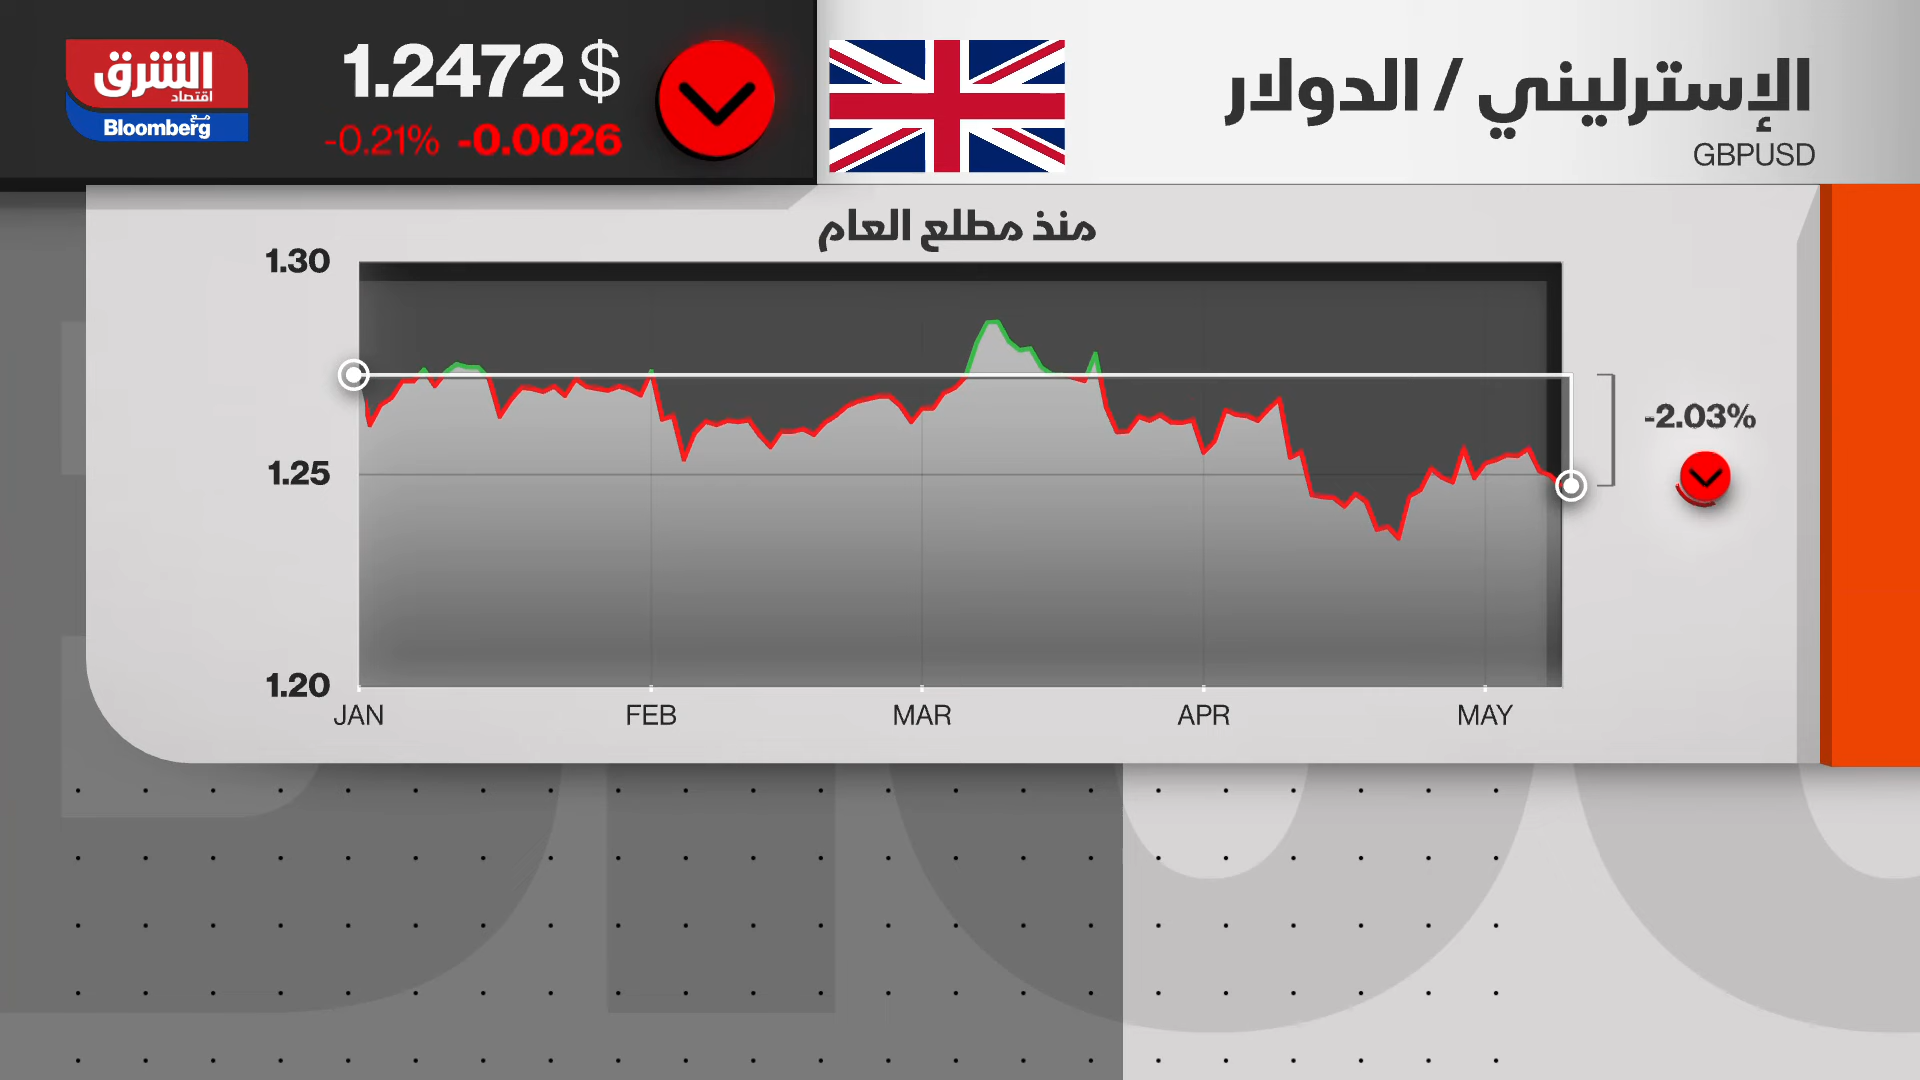 الإسترليني / الدولار
GBPUSD
1.2472 $
-0.21% -0.0026
الشرق
اقتصاد
مع
Bloomberg
منذ مطلع العام
1.30
1.25
1.20
JAN FEB MAR APR MAY
-2.03%